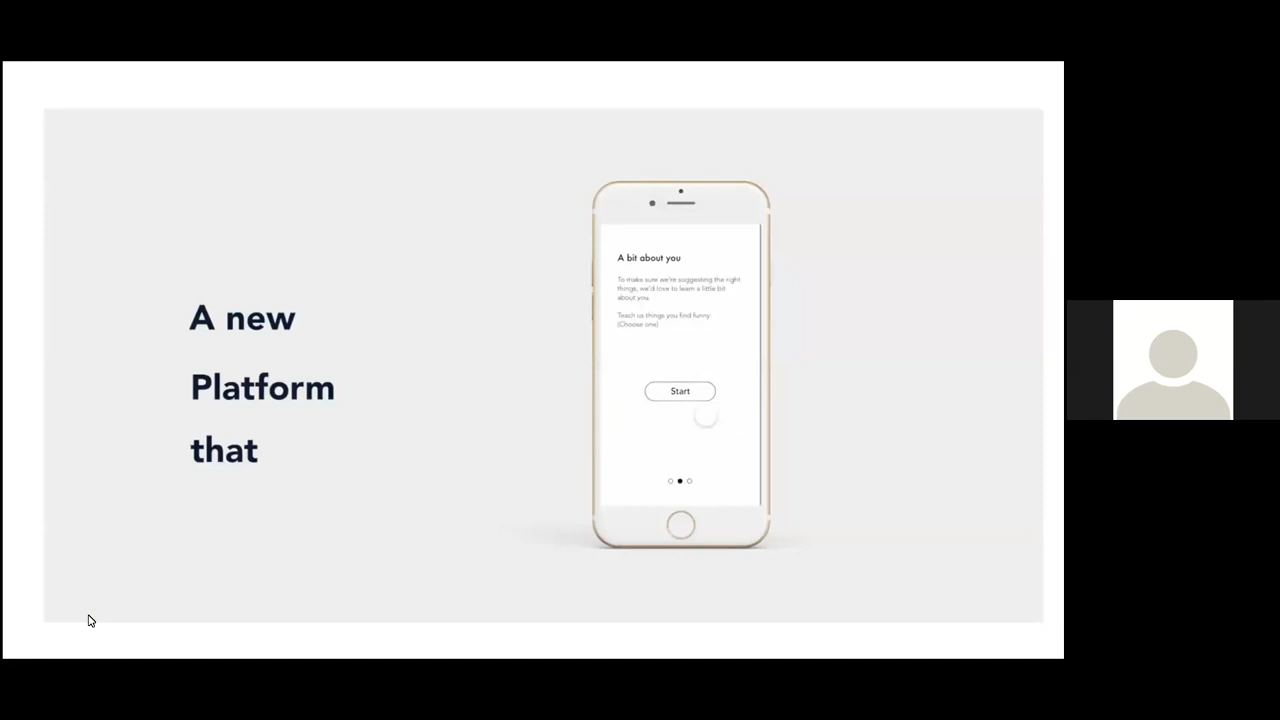 A new
Platform
that
A bit about you
To make sure we're suggesting the right
things, we'd love to learn a little bit
about you.
Teach us things you find funny
(Choose one)
Start